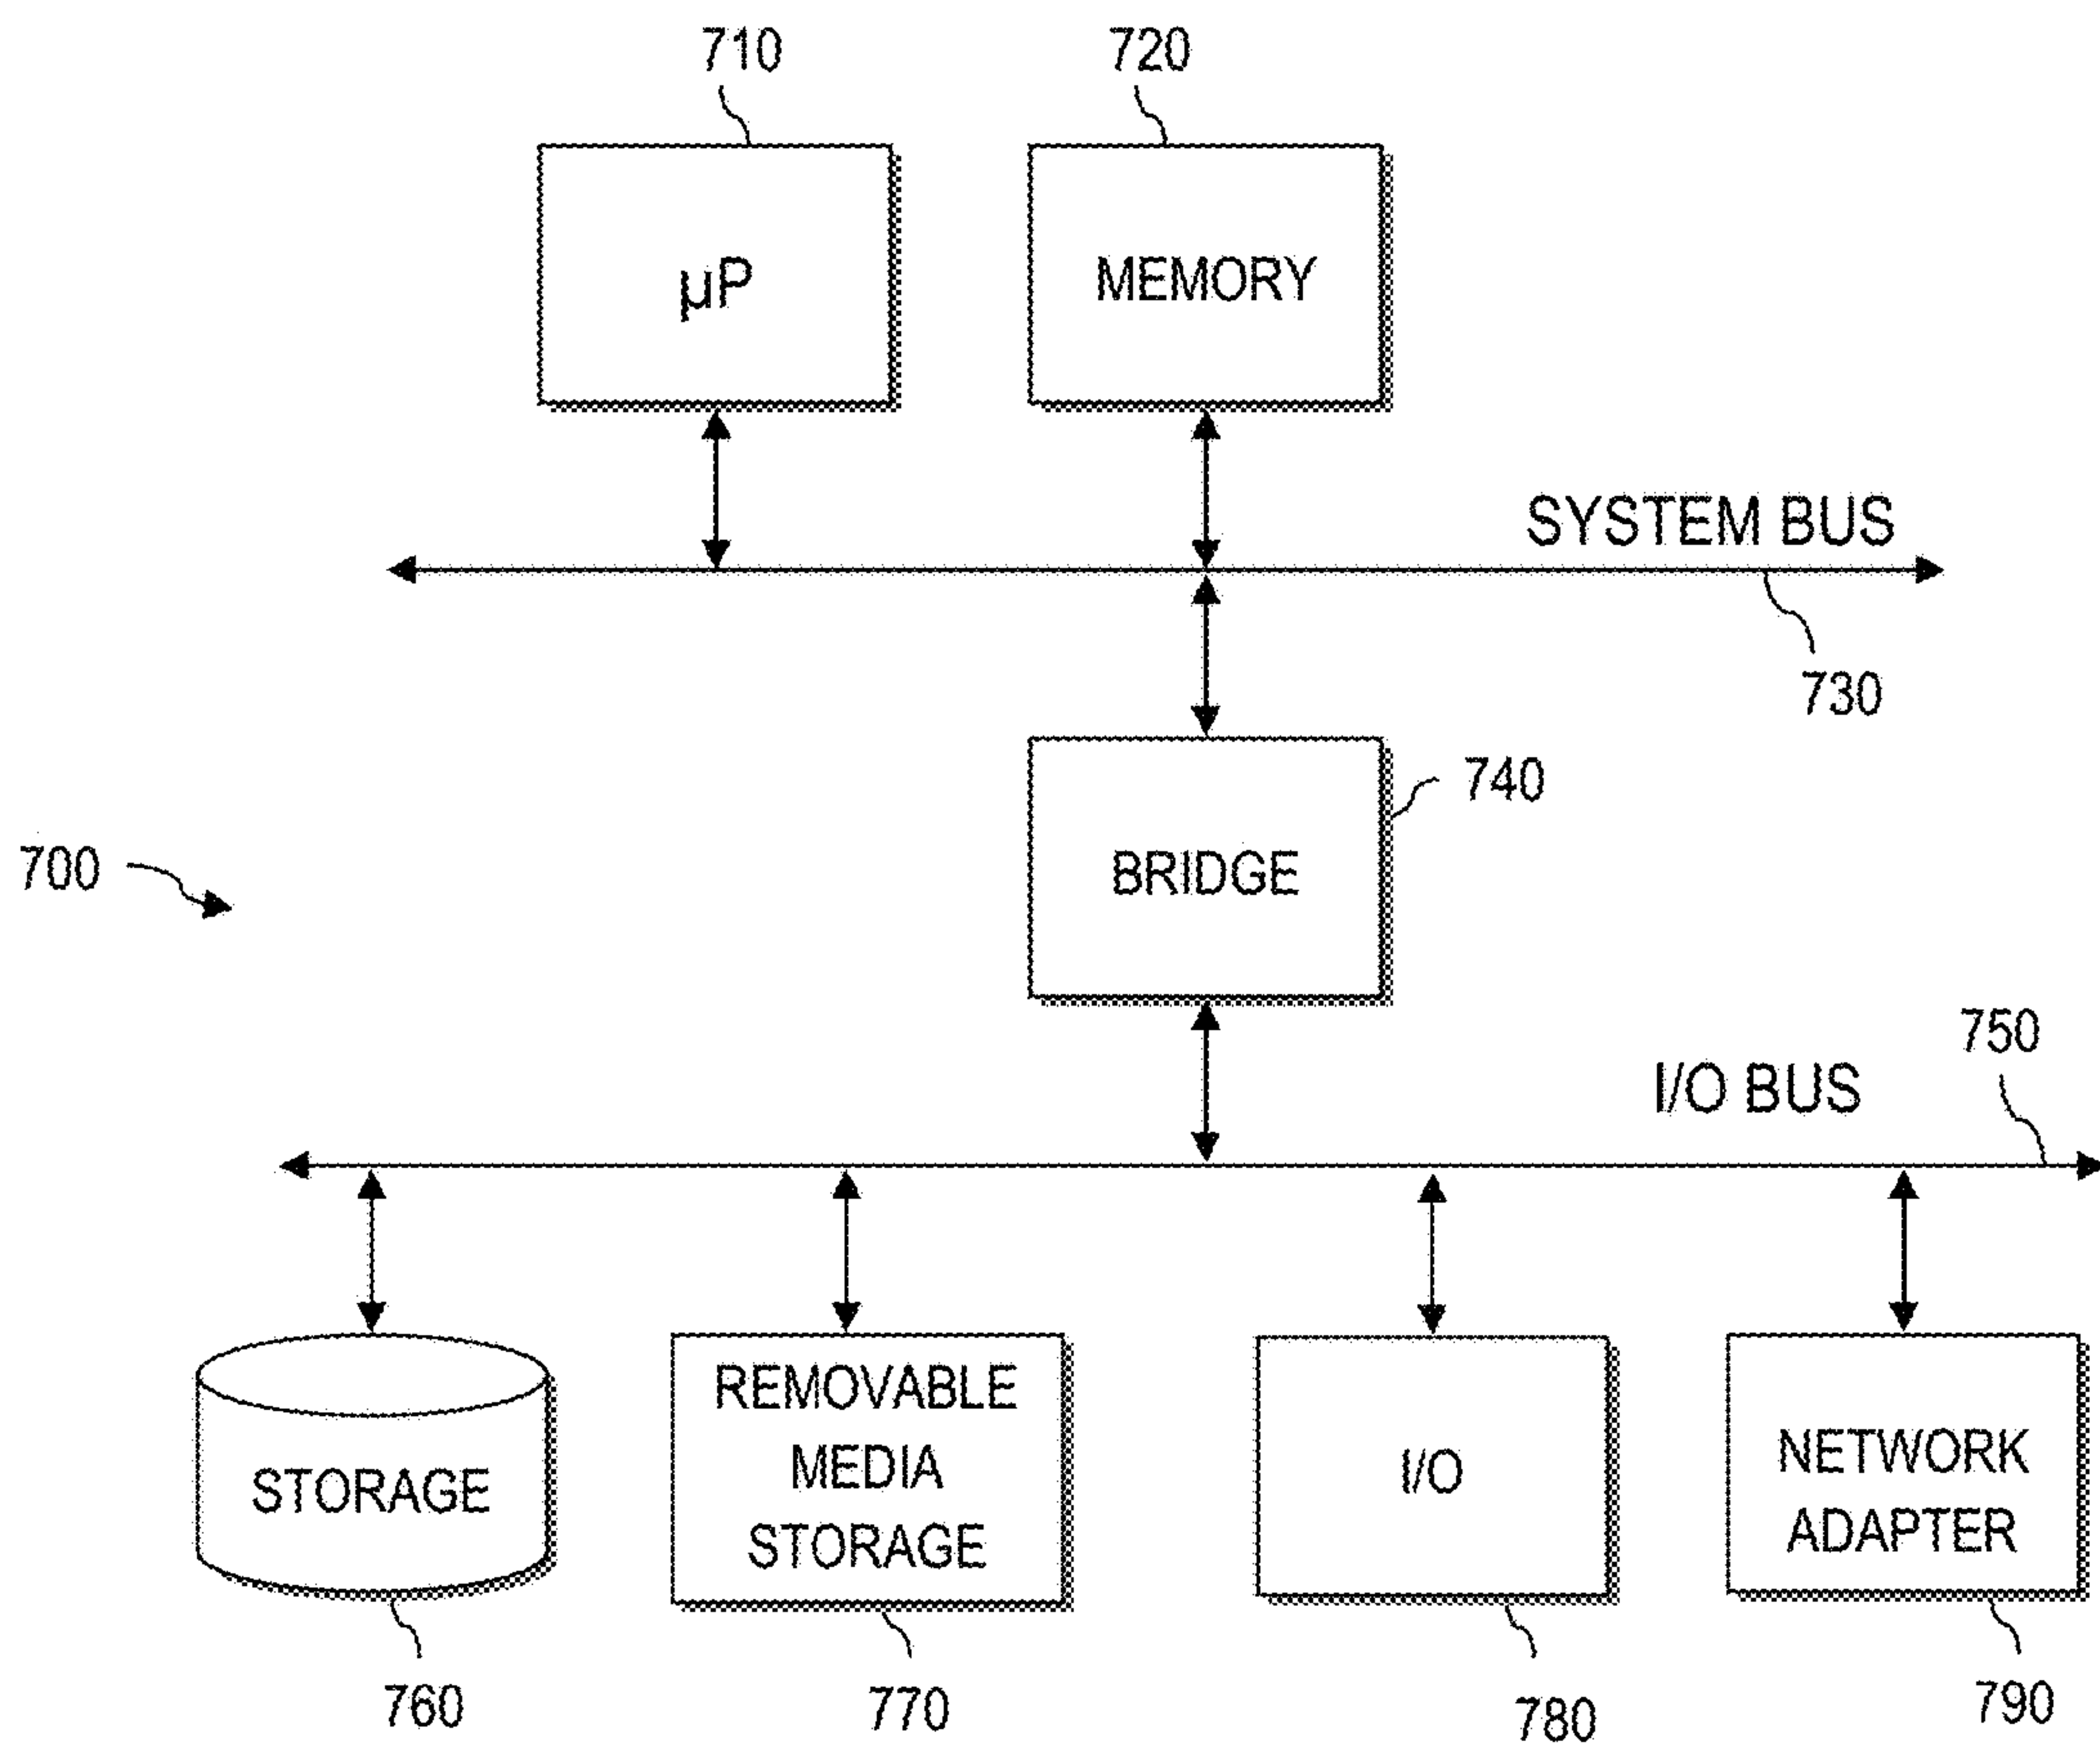 710
720
µP
MEMORY
SYSTEM BUS
730
740
BRIDGE
700
750
I/O BUS
STORAGE
REMOVABLE
MEDIA
STORAGE
I/O
NETWORK
ADAPTER
760
770
780
790